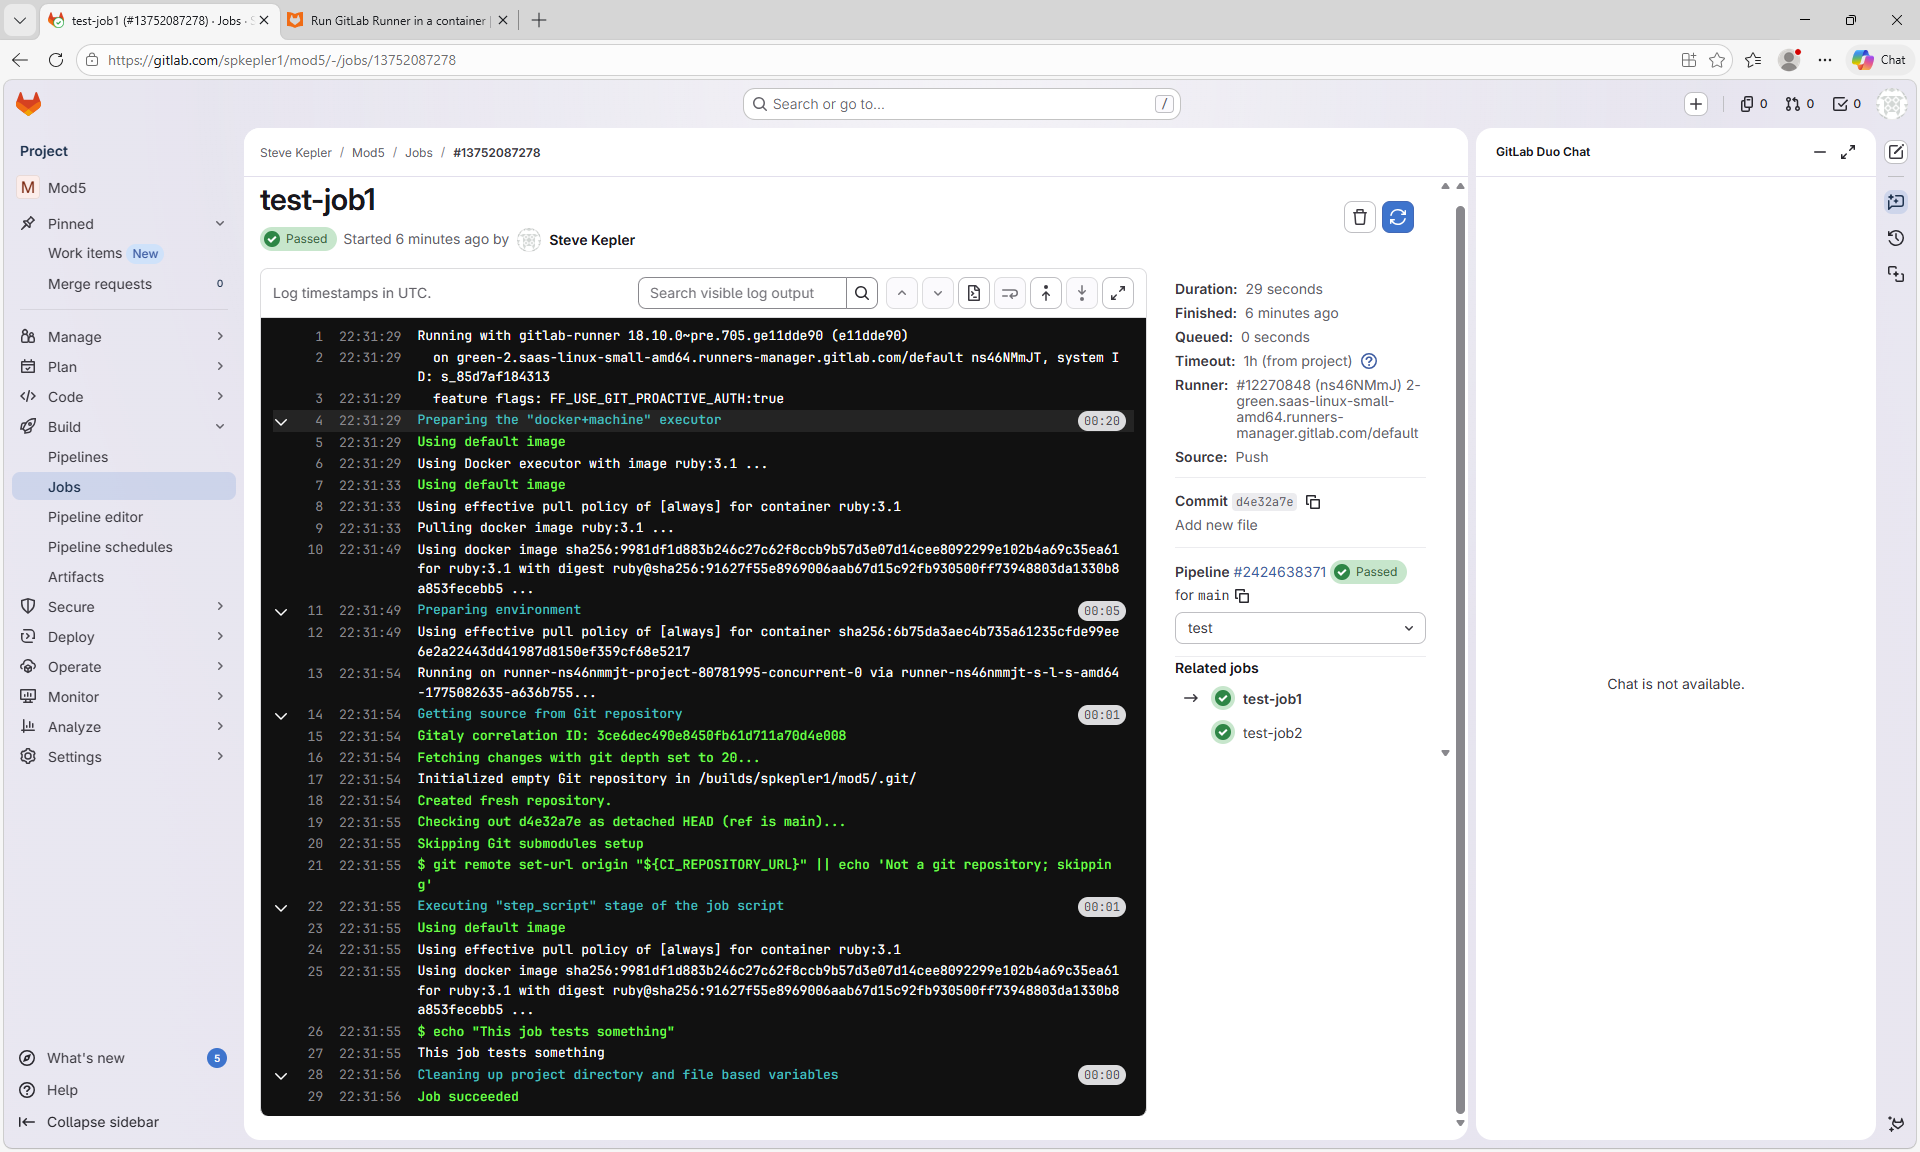 test-job1 (#13752087278) · Jobs · S
Run GitLab Runner in a container
https://gitlab.com/spkepler1/mod5/-/jobs/13752087278
Chat
Search or go to...
/
0
0
0
Project
M Mod5
Pinned
Work items New
Merge requests 0
Manage
Plan
Code
Build
Pipelines
Jobs
Pipeline editor
Pipeline schedules
Artifacts
Secure
Deploy
Operate
Monitor
Analyze
Settings
What's new 5
Help
Collapse sidebar
Steve Kepler / Mod5 / Jobs / #13752087278
test-job1
Passed Started 6 minutes ago by Steve Kepler
Log timestamps in UTC.
Search visible log output
1 22:31:29 Running with gitlab-runner 18.10.0~pre.705.ge11dde90 (e11dde90)
2 22:31:29 on green-2.saas-linux-small-amd64.runners-manager.gitlab.com/default ns46NMmJT, system I
D: s_85d7af184313
3 22:31:29 feature flags: FF_USE_GIT_PROACTIVE_AUTH:true
4 22:31:29 Preparing the "docker+machine" executor 00:20
5 22:31:29 Using default image
6 22:31:29 Using Docker executor with image ruby:3.1 ...
7 22:31:33 Using default image
8 22:31:33 Using effective pull policy of [always] for container ruby:3.1
9 22:31:33 Pulling docker image ruby:3.1 ...
10 22:31:49 Using docker image sha256:9981df1d883b246c27c62f8ccb9b57d3e07d14cee8092299e102b4a69c35ea61
for ruby:3.1 with digest ruby@sha256:91627f55e8969006aab67d15c92fb930500ff73948803da1330b8
a853fecebb5 ...
11 22:31:49 Preparing environment 00:05
12 22:31:49 Using effective pull policy of [always] for container sha256:6b75da3aec4b735a61235cfde99ee
6e2a22443dd41987d8150ef359cf68e5217
13 22:31:54 Running on runner-ns46nmmjt-project-80781995-concurrent-0 via runner-ns46nmmjt-s-l-s-amd64
-1775082635-a636b755...
14 22:31:54 Getting source from Git repository 00:01
15 22:31:54 Gitaly correlation ID: 3ce6dec490e8450fb61d711a70d4e008
16 22:31:54 Fetching changes with git depth set to 20...
17 22:31:54 Initialized empty Git repository in /builds/spkepler1/mod5/.git/
18 22:31:54 Created fresh repository.
19 22:31:55 Checking out d4e32a7e as detached HEAD (ref is main)...
20 22:31:55 Skipping Git submodules setup
21 22:31:55 $ git remote set-url origin "${CI_REPOSITORY_URL}" || echo 'Not a git repository; skippin
g'
22 22:31:55 Executing "step_script" stage of the job script 00:01
23 22:31:55 Using default image
24 22:31:55 Using effective pull policy of [always] for container ruby:3.1
25 22:31:55 Using docker image sha256:9981df1d883b246c27c62f8ccb9b57d3e07d14cee8092299e102b4a69c35ea61
for ruby:3.1 with digest ruby@sha256:91627f55e8969006aab67d15c92fb930500ff73948803da1330b8
a853fecebb5 ...
26 22:31:55 $ echo "This job tests something"
27 22:31:55 This job tests something
28 22:31:56 Cleaning up project directory and file based variables 00:00
29 22:31:56 Job succeeded
Duration: 29 seconds
Finished: 6 minutes ago
Queued: 0 seconds
Timeout: 1h (from project)
Runner: #12270848 (ns46NMmJ) 2-
green.saas-linux-small-
amd64.runners-
manager.gitlab.com/default
Source: Push
Commit d4e32a7e
Add new file
Pipeline #2424638371 Passed
for main
test
Related jobs
test-job1
test-job2
GitLab Duo Chat
Chat is not available.